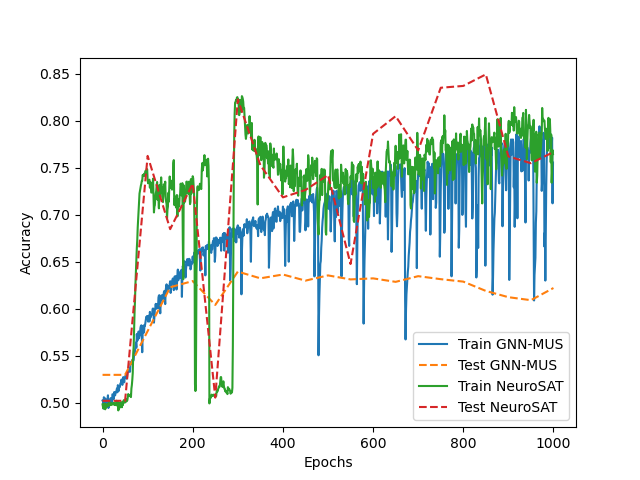 0.85
0.80
0.75
0.70
0.65
0.60
0.55
0.50
Accuracy
0 200 400 600 800 1000
Epochs
Train GNN-MUS
Test GNN-MUS
Train NeuroSAT
Test NeuroSAT